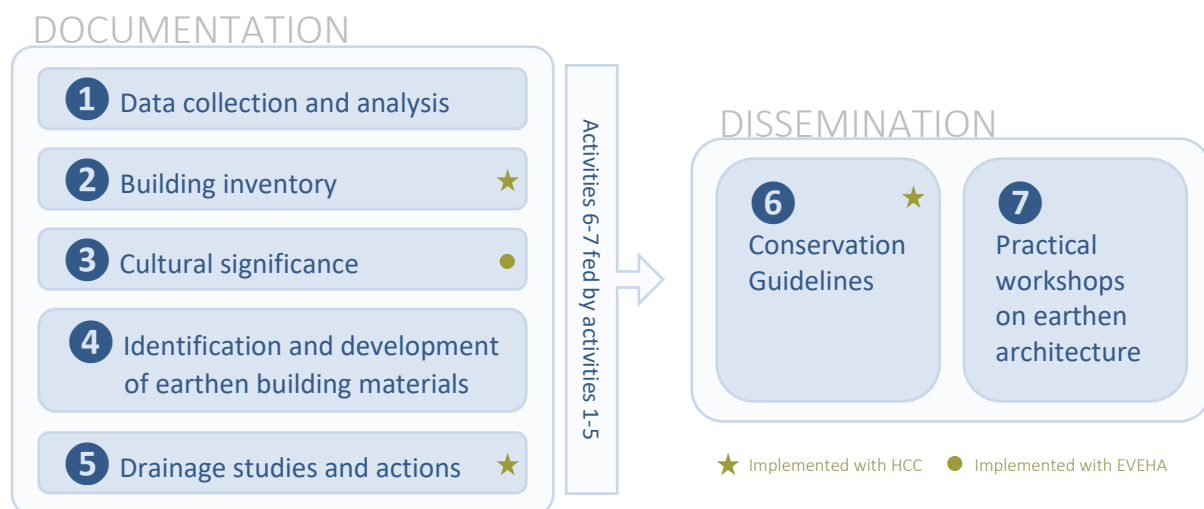 DOCUMENTATION
1 Data collection and analysis
2 Building inventory
3 Cultural significance
4 Identification and development
of earthen building materials
5 Drainage studies and actions
Activities 6-7 fed by activities 1-5
DISSEMINATION
6
Conservation
Guidelines
7
Practical
workshops
on earthen
architecture
Implemented with HCC
Implemented with EVEHA